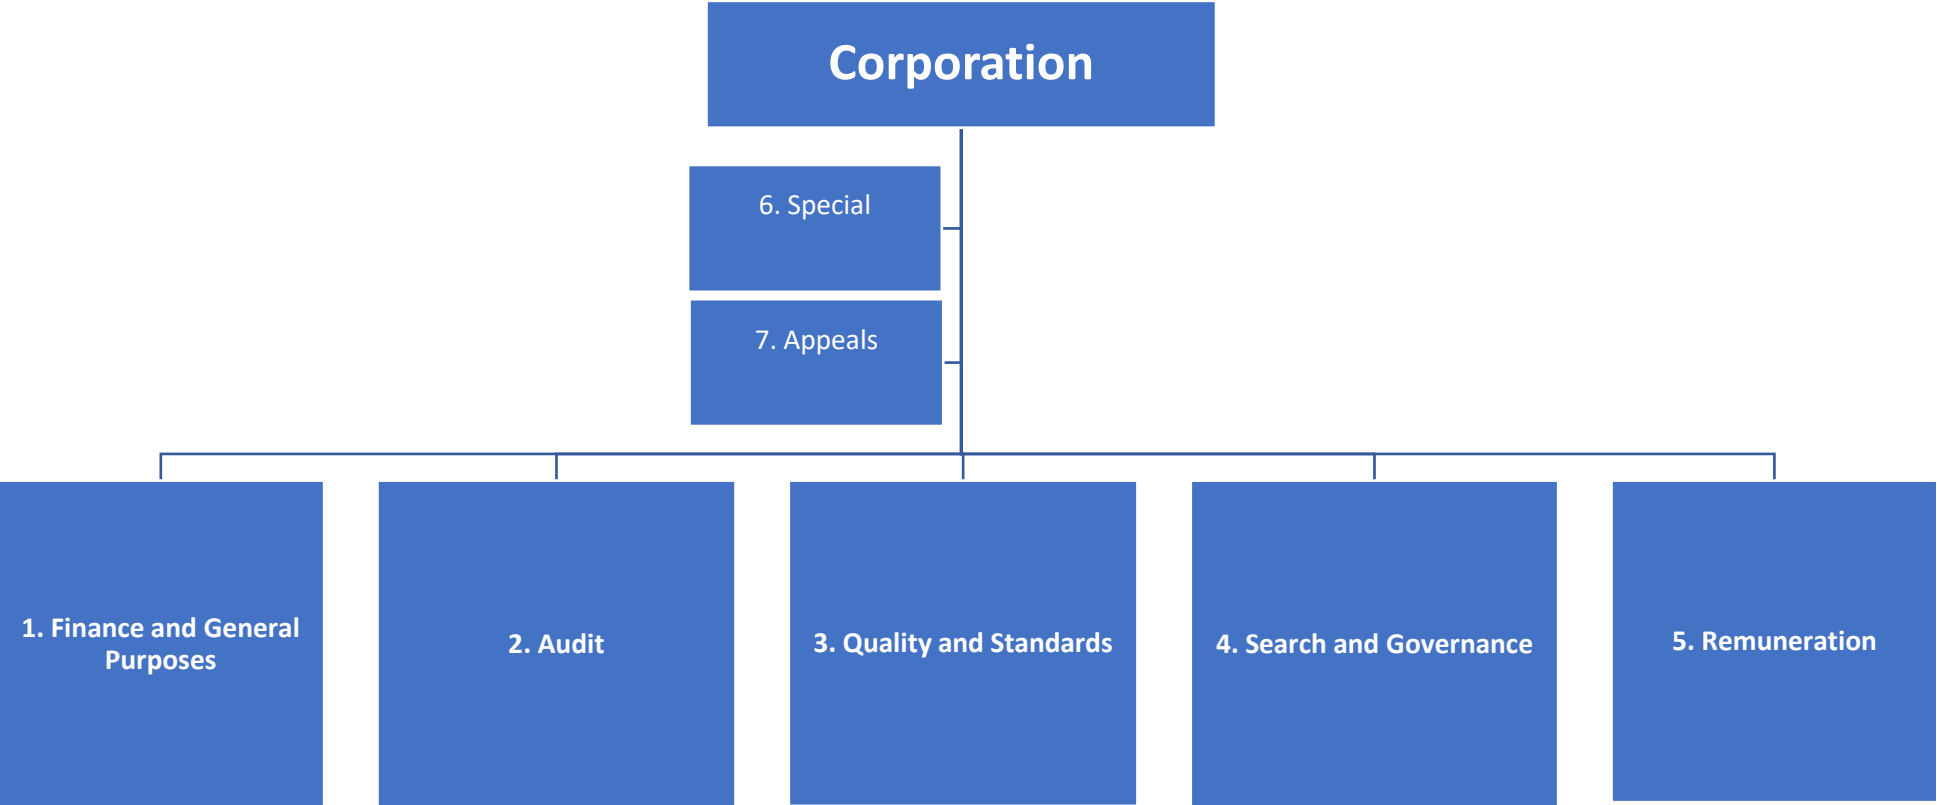 Corporation
6. Special
7. Appeals
1. Finance and General
Purposes
2. Audit
3. Quality and Standards
4. Search and Governance
5. Remuneration